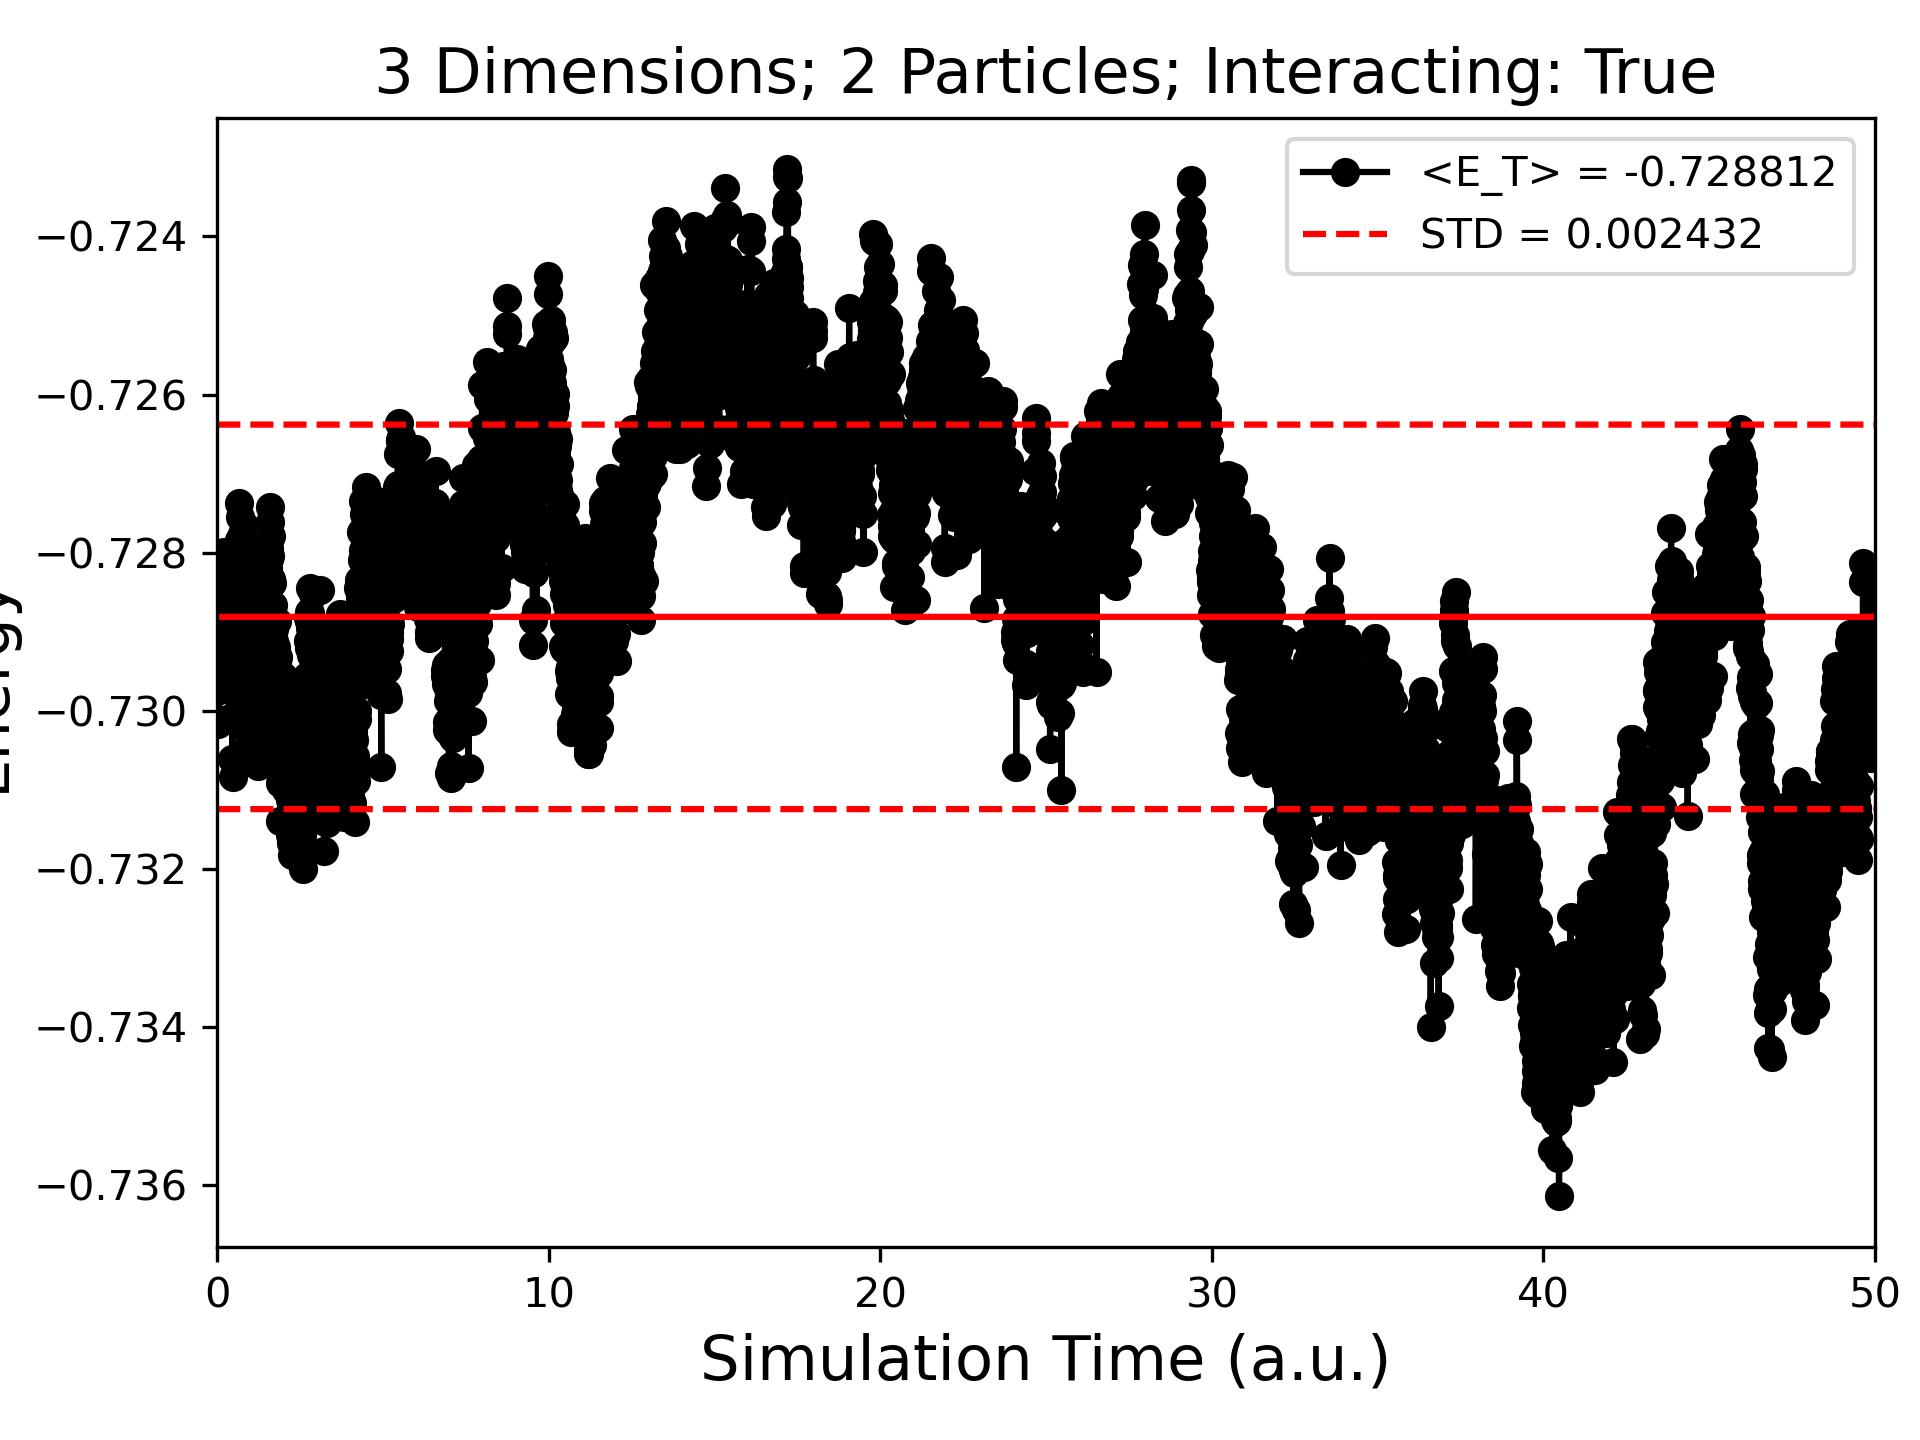 3 Dimensions; 2 Particles; Interacting: True
<E_T> = -0.728812
STD = 0.002432
−0.724
−0.726
−0.728
−0.730
−0.732
−0.734
−0.736
Energy
0 10 20 30 40 50
Simulation Time (a.u.)